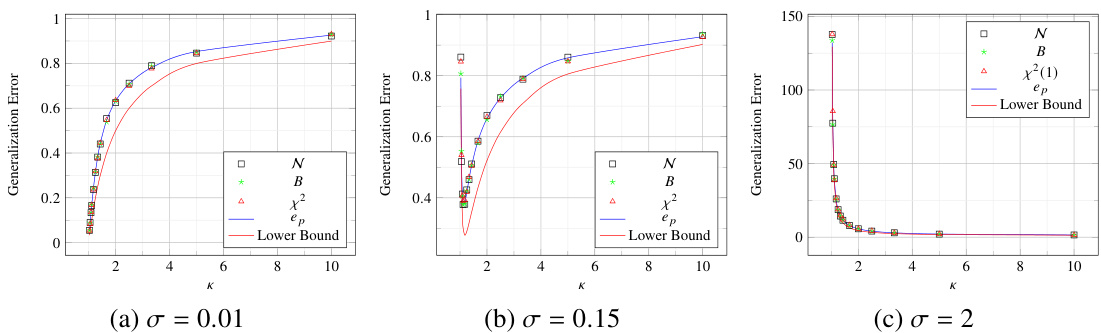 1
0.8
0.6
0.4
0.2
0
2
4
6
8
10
Generalization Error
κ
𝒩
B
χ²
e_p
Lower Bound
(a) σ = 0.01
1
0.8
0.6
0.4
2
4
6
8
10
Generalization Error
κ
𝒩
B
χ²
e_p
Lower Bound
(b) σ = 0.15
150
100
50
0
2
4
6
8
10
Generalization Error
κ
𝒩
B
χ²(1)
e_p
Lower Bound
(c) σ = 2